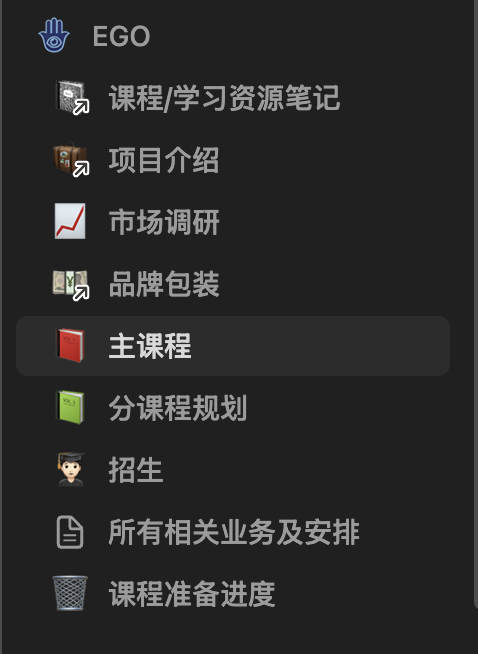 EGO
课程/学习资源笔记
项目介绍
市场调研
品牌包装
主课程
分课程规划
招生
所有相关业务及安排
课程准备进度